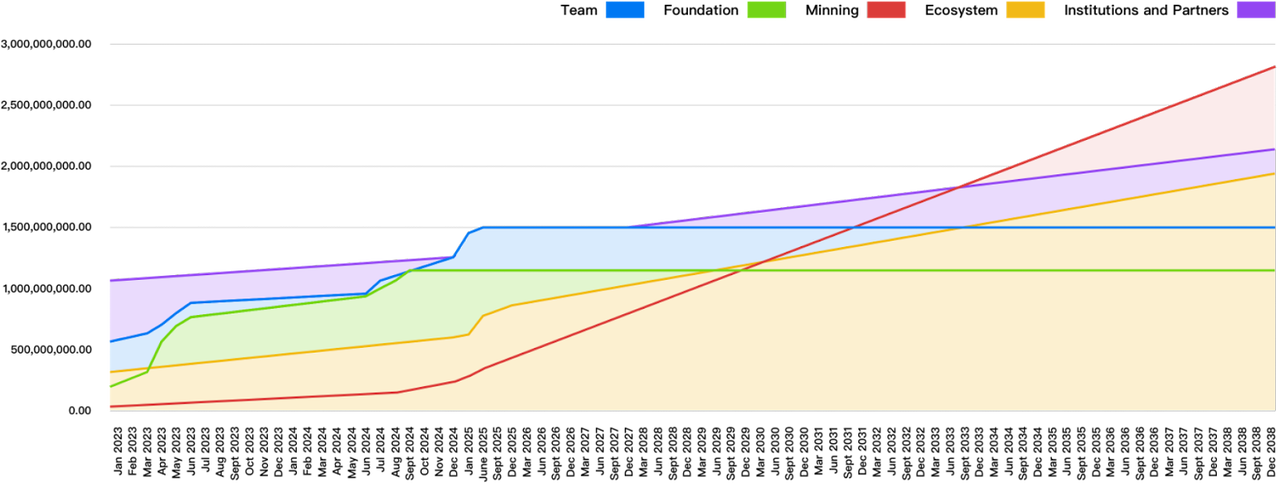 Team
Foundation
Minning
Ecosystem
Institutions and Partners
3,000,000,000.00
2,500,000,000.00
2,000,000,000.00
1,500,000,000.00
1,000,000,000.00
500,000,000.00
0.00
Jan 2023
Feb 2023
Mar 2023
Apr 2023
May 2023
Jun 2023
Jul 2023
Aug 2023
Sept 2023
Oct 2023
Nov 2023
Dec 2023
Jan 2024
Feb 2024
Mar 2024
Apr 2024
May 2024
Jun 2024
Jul 2024
Aug 2024
Sept 2024
Oct 2024
Nov 2024
Dec 2024
Jan 2025
June 2025
Sept 2025
Dec 2025
Mar 2026
Jun 2026
Sept 2026
Dec 2026
Mar 2027
Jun 2027
Sept 2027
Dec 2027
Mar 2028
Jun 2028
Sept 2028
Dec 2028
Mar 2029
Jun 2029
Sept 2029
Dec 2029
Mar 2030
Jun 2030
Sept 2030
Dec 2030
Mar 2031
Jun 2031
Sept 2031
Dec 2031
Mar 2032
Jun 2032
Sept 2032
Dec 2032
Mar 2033
Jun 2033
Sept 2033
Dec 2033
Mar 2034
Jun 2034
Sept 2034
Dec 2034
Mar 2035
Jun 2035
Sept 2035
Dec 2035
Mar 2036
Jun 2036
Sept 2036
Dec 2036
Mar 2037
Jun 2037
Sept 2037
Dec 2037
Mar 2038
Jun 2038
Sept 2038
Dec 2038